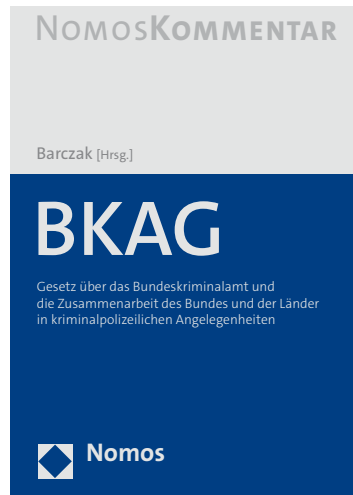 NOMOSKOMMENTAR
Barczak [Hrsg.]
BKAG
Gesetz über das Bundeskriminalamt und
die Zusammenarbeit des Bundes und der Länder
in kriminalpolizeilichen Angelegenheiten
Nomos